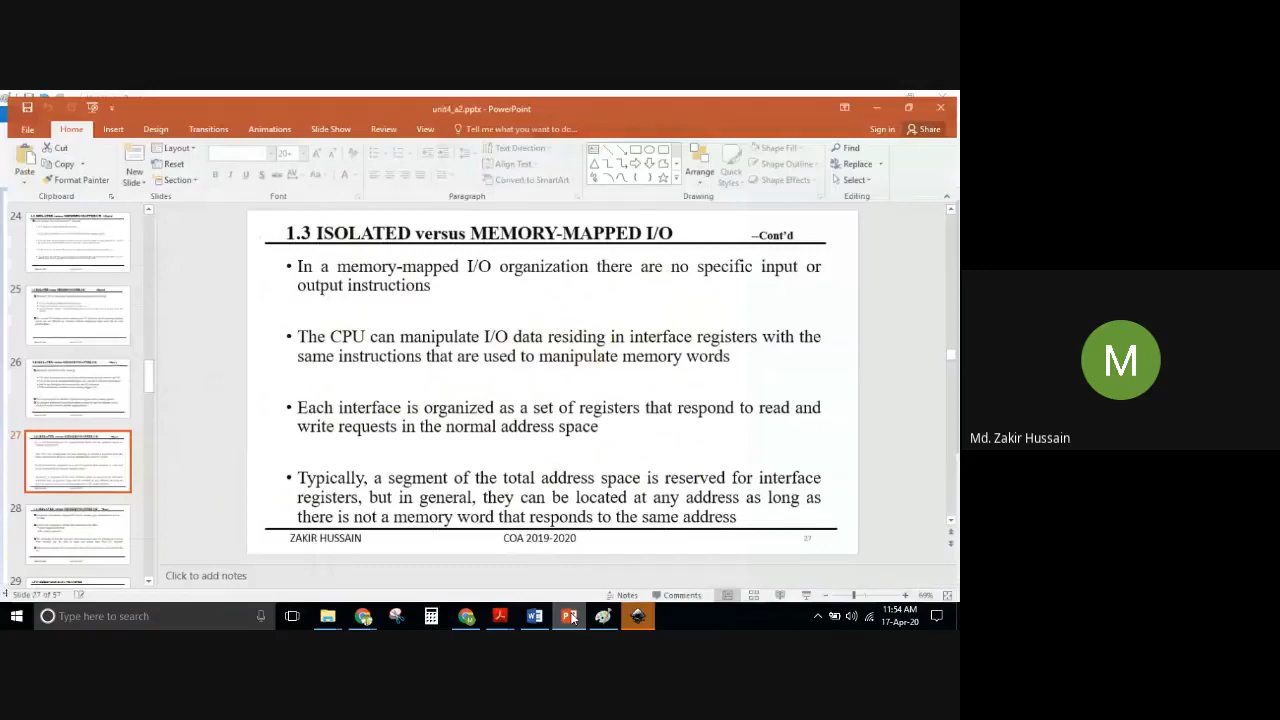 unit4_a2.pptx - PowerPoint
File Home Insert Design Transitions Animations Slide Show Review View Tell me what you want to do... Sign in Share
Cut
Copy
Format Painter
Paste
Clipboard
New
Slide
Layout
Reset
Section
Slides
20+
Font
Text Direction
Align Text
Convert to SmartArt
Paragraph
Arrange
Quick
Styles
Shape Fill
Shape Outline
Shape Effects
Drawing
Find
Replace
Select
Editing
24
25
26
27
28
29
1.3 ISOLATED versus MEMORY-MAPPED I/O --Cont'd
• In a memory-mapped I/O organization there are no specific input or
output instructions
• The CPU can manipulate I/O data residing in interface registers with the
same instructions that are used to manipulate memory words
• Each interface is organized as a set of registers that respond to read and
write requests in the normal address space
• Typically, a segment of the total address space is reserved for interface
registers, but in general, they can be located at any address as long as
there is not a memory word that responds to the same address
ZAKIR HUSSAIN COA 2019-2020 27
Click to add notes
Slide 27 of 57 Notes Comments 69%
Type here to search
11:54 AM
17-Apr-20
M
Md. Zakir Hussain